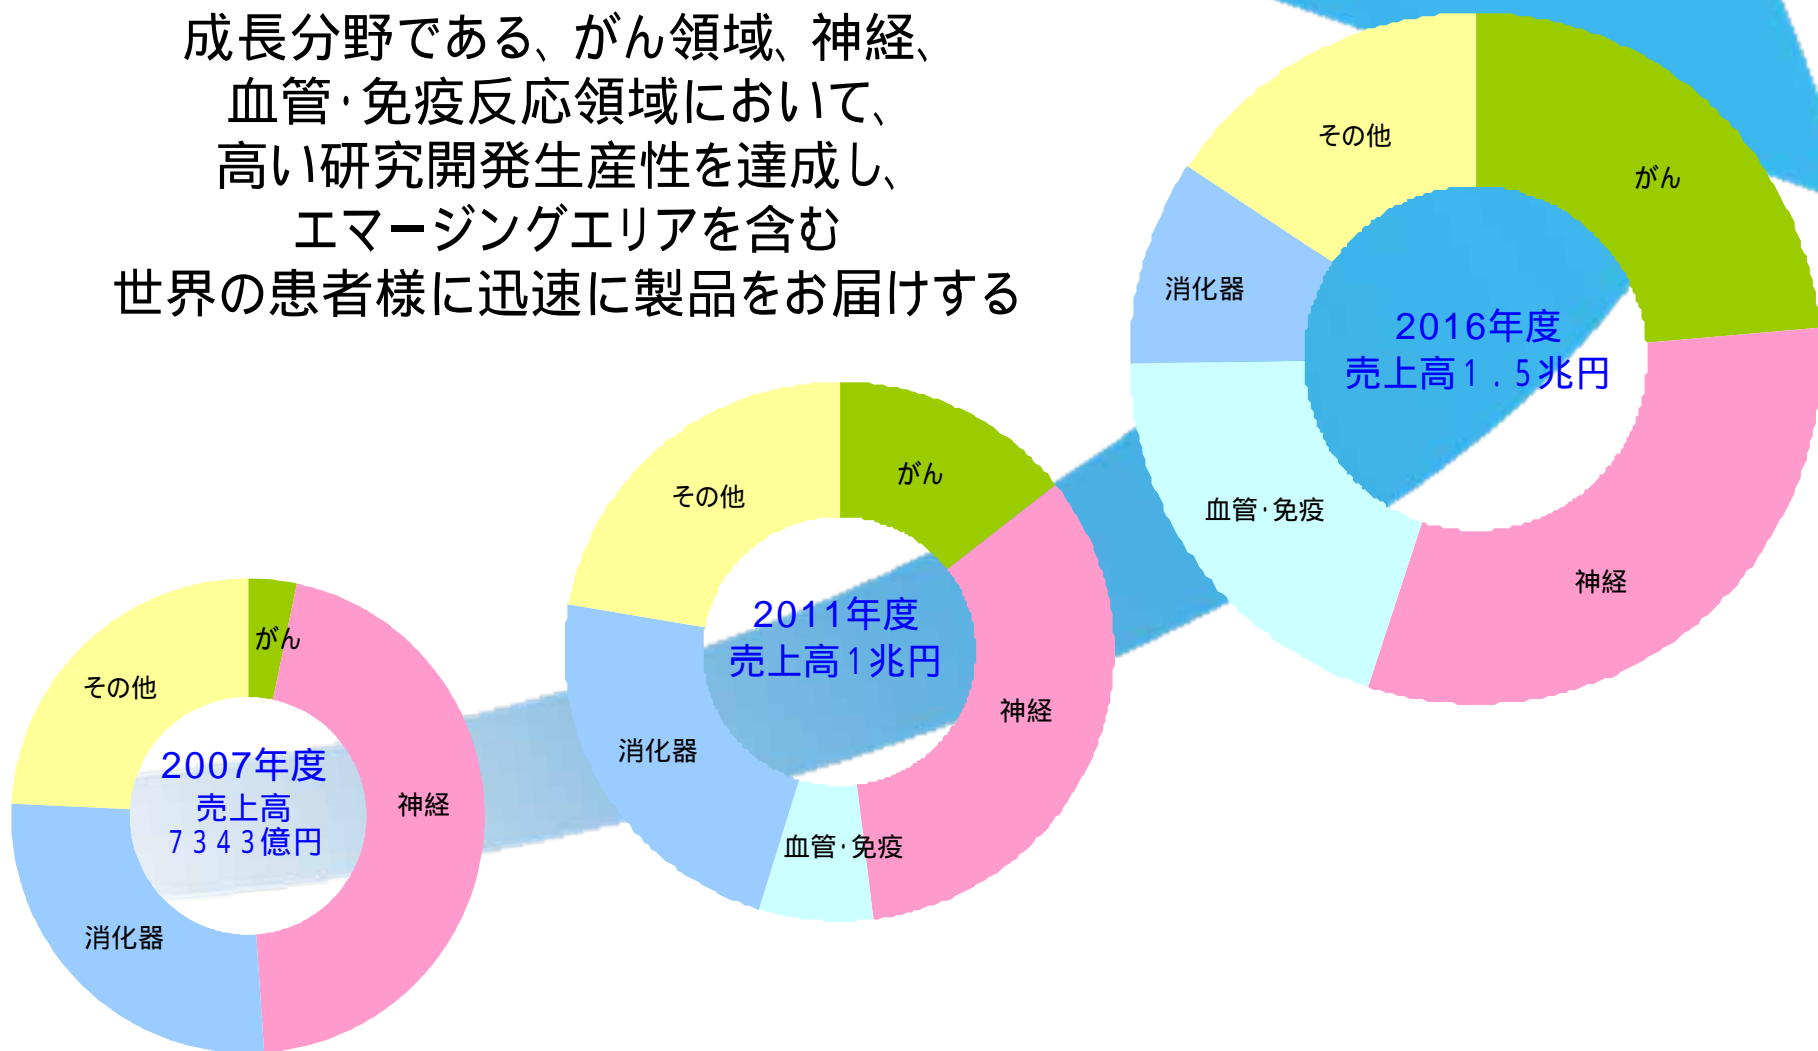 成長分野である、がん領域、神経、
血管・免疫反応領域において、
高い研究開発生産性を達成し、
エマージングエリアを含む
世界の患者様に迅速に製品をお届けする
その他
がん
消化器
2016年度
売上高1．5兆円
血管・免疫
神経
その他
がん
2011年度
売上高1兆円
神経
消化器
血管・免疫
がん
その他
2007年度
売上高
7343億円
神経
消化器